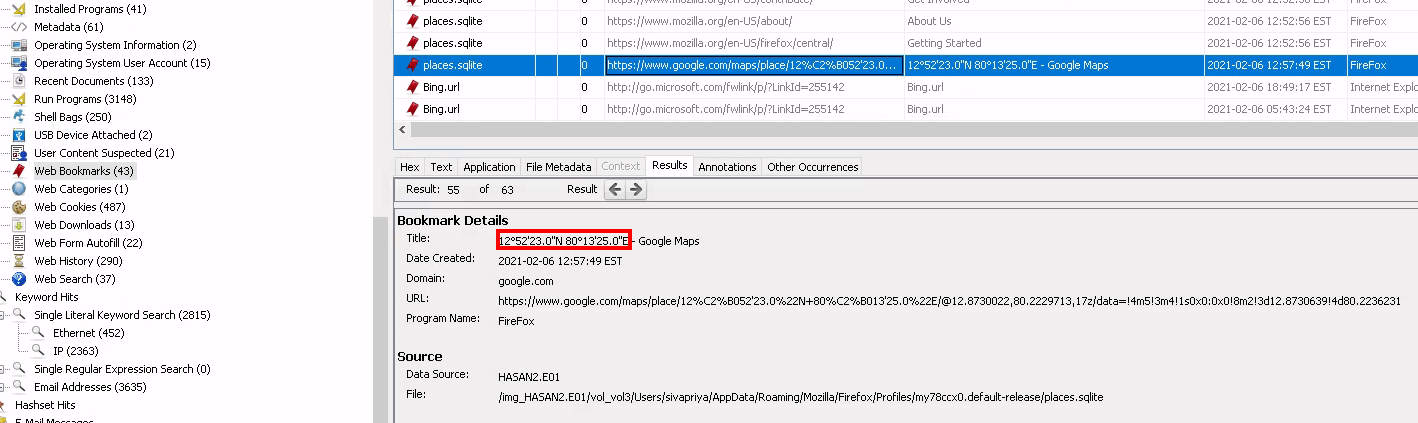 Installed Programs (41)
Metadata (61)
Operating System Information (2)
Operating System User Account (15)
Recent Documents (133)
Run Programs (3148)
Shell Bags (250)
USB Device Attached (2)
User Content Suspected (21)
Web Bookmarks (43)
Web Categories (1)
Web Cookies (487)
Web Downloads (13)
Web Form Autofill (22)
Web History (290)
Web Search (37)
Keyword Hits
Single Literal Keyword Search (2815)
Ethernet (452)
IP (2363)
Single Regular Expression Search (0)
Email Addresses (3635)
Hashset Hits
E-Mail Messages
places.sqlite 0 https://www.mozilla.org/en-US/contribute/ Get Involved 2021-02-06 12:52:56 EST FireFox
places.sqlite 0 https://www.mozilla.org/en-US/about/ About Us 2021-02-06 12:52:56 EST FireFox
places.sqlite 0 https://www.mozilla.org/en-US/firefox/central/ Getting Started 2021-02-06 12:52:56 EST FireFox
places.sqlite 0 https://www.google.com/maps/place/12%C2%B052'23.0... 12°52'23.0"N 80°13'25.0"E - Google Maps 2021-02-06 12:57:49 EST FireFox
Bing.url 0 http://go.microsoft.com/fwlink/p/?LinkId=255142 Bing.url 2021-02-06 18:49:17 EST Internet Explo
Bing.url 0 http://go.microsoft.com/fwlink/p/?LinkId=255142 Bing.url 2021-02-06 05:43:24 EST Internet Explo
Hex Text Application File Metadata Context Results Annotations Other Occurrences
Result: 55 of 63 Result
Bookmark Details
Title: 12°52'23.0"N 80°13'25.0"E - Google Maps
Date Created: 2021-02-06 12:57:49 EST
Domain: google.com
URL: https://www.google.com/maps/place/12%C2%B052'23.0%22N+80%C2%B013'25.0%22E/@12.8730022,80.2229713,17z/data=!4m5!3m4!1s0x0:0x0!8m2!3d12.8730639!4d80.2236231
Program Name: FireFox
Source
Data Source: HASAN2.E01
File: /img_HASAN2.E01/vol_vol3/Users/sivapriya/AppData/Roaming/Mozilla/Firefox/Profiles/my78ccx0.default-release/places.sqlite